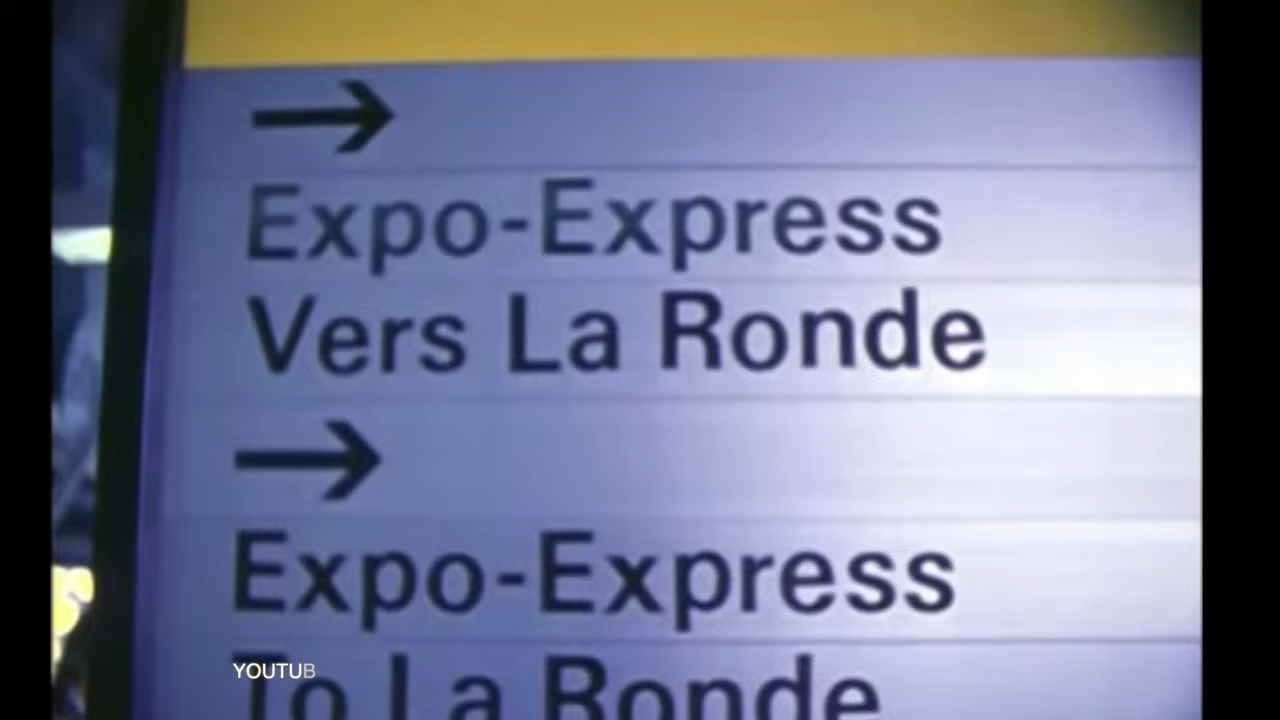 →
Expo-Express
Vers La Ronde
→
Expo-Express
To La Ronde
YOUTUB